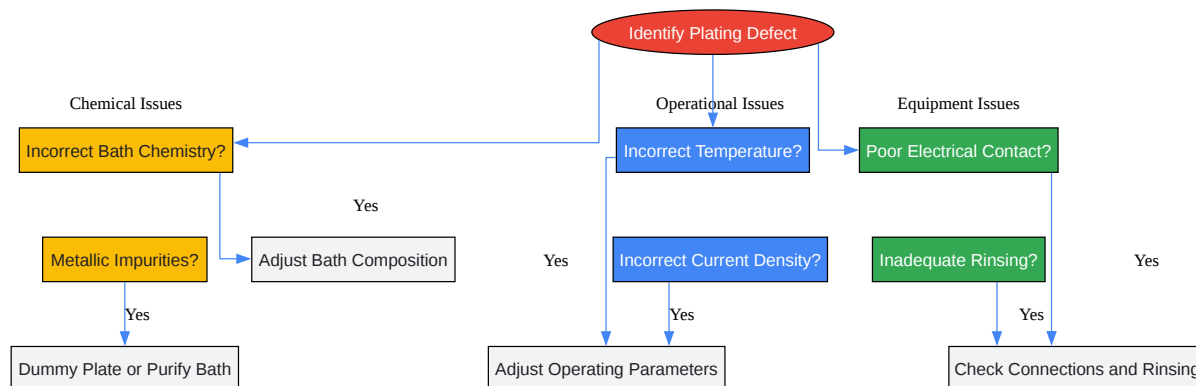 Identify Plating Defect
Chemical Issues
Operational Issues
Equipment Issues
Incorrect Bath Chemistry?
Incorrect Temperature?
Poor Electrical Contact?
Yes
Metallic Impurities?
Adjust Bath Composition
Yes
Incorrect Current Density?
Inadequate Rinsing?
Yes
Yes
Yes
Yes
Dummy Plate or Purify Bath
Adjust Operating Parameters
Check Connections and Rinsing